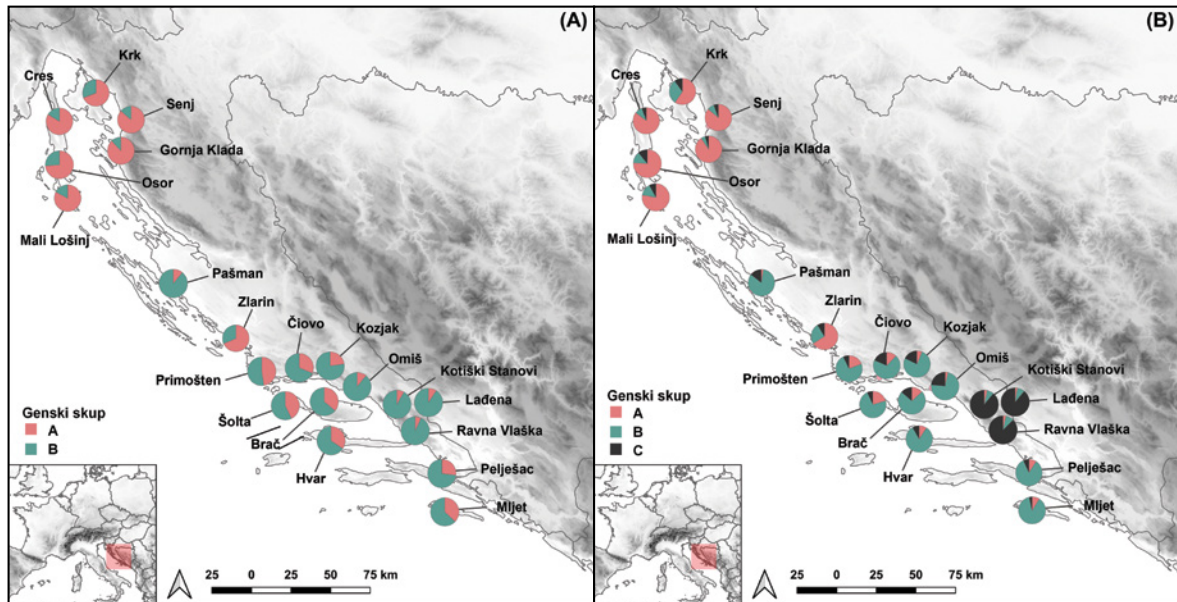 (A)
Krk
Cres
Senj
Gornja Klada
Osor
Mali Lošinj
Pašman
Zlarin
Čiovo
Kozjak
Omiš
Kotiški Stanovi
Primošten
Lađena
Šolta
Ravna Vlaška
Brač
Hvar
Pelješac
Mljet
Genski skup
A
B
25 0 25 50 75 km
(B)
Krk
Cres
Senj
Gornja Klada
Osor
Mali Lošinj
Pašman
Zlarin
Čiovo
Kozjak
Omiš
Kotiški Stanovi
Primošten
Lađena
Šolta
Ravna Vlaška
Brač
Hvar
Pelješac
Mljet
Genski skup
A
B
C
25 0 25 50 75 km